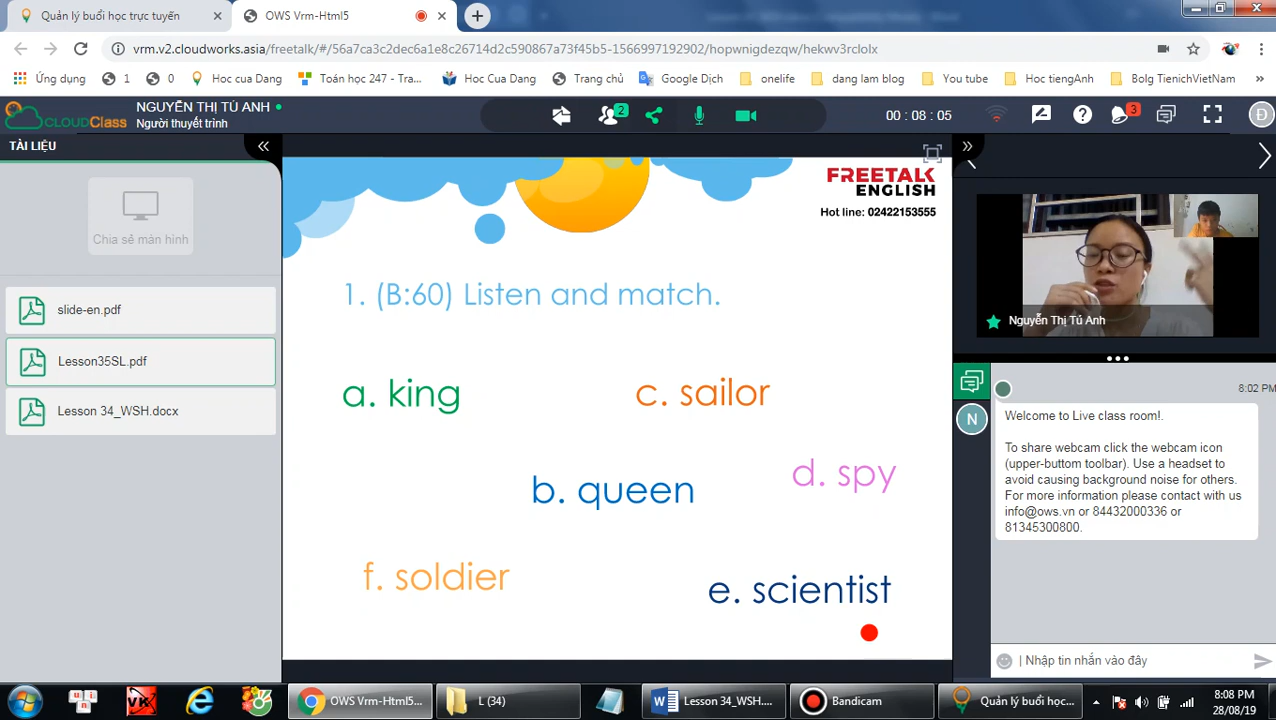 Quản lý buổi học trực tuyến
OWS Vrm-Html5
vrm.v2.cloudworks.asia/freetalk/#/56a7ca3c2dec6a1e8c26714d2c590867a73f45b5-1566997192902/hopwnigdezqw/hekwv3rclolx
Ứng dụng
1
0
Hoc cua Dang
Toán học 247 - Tra...
Học Cua Dang
Trang chủ
Google Dịch
onelife
dang lam blog
You tube
Học tiengAnh
Bolg TienichVietNam
»
CLOUDClass
NGUYỄN THỊ TÚ ANH
Người thuyết trình
2
00 : 08 : 05
3
Đ
TÀI LIỆU
Chia sẻ màn hình
slide-en.pdf
Lesson35SL.pdf
Lesson 34_WSH.docx
FREETALK
ENGLISH
Hot line: 02422153555
1. (B:60) Listen and match.
a. king
c. sailor
d. spy
b. queen
f. soldier
e. scientist
Nguyễn Thị Tú Anh
8:02 PM
N
Welcome to Live class room!.
To share webcam click the webcam icon
(upper-buttom toolbar). Use a headset to
avoid causing background noise for others.
For more information please contact with us
info@ows.vn or 84432000336 or
81345300800.
Nhập tin nhắn vào đây
OWS Vrm-Html5...
L (34)
Lesson 34_WSH....
Bandicam
Quản lý buổi học...
8:08 PM
28/08/19